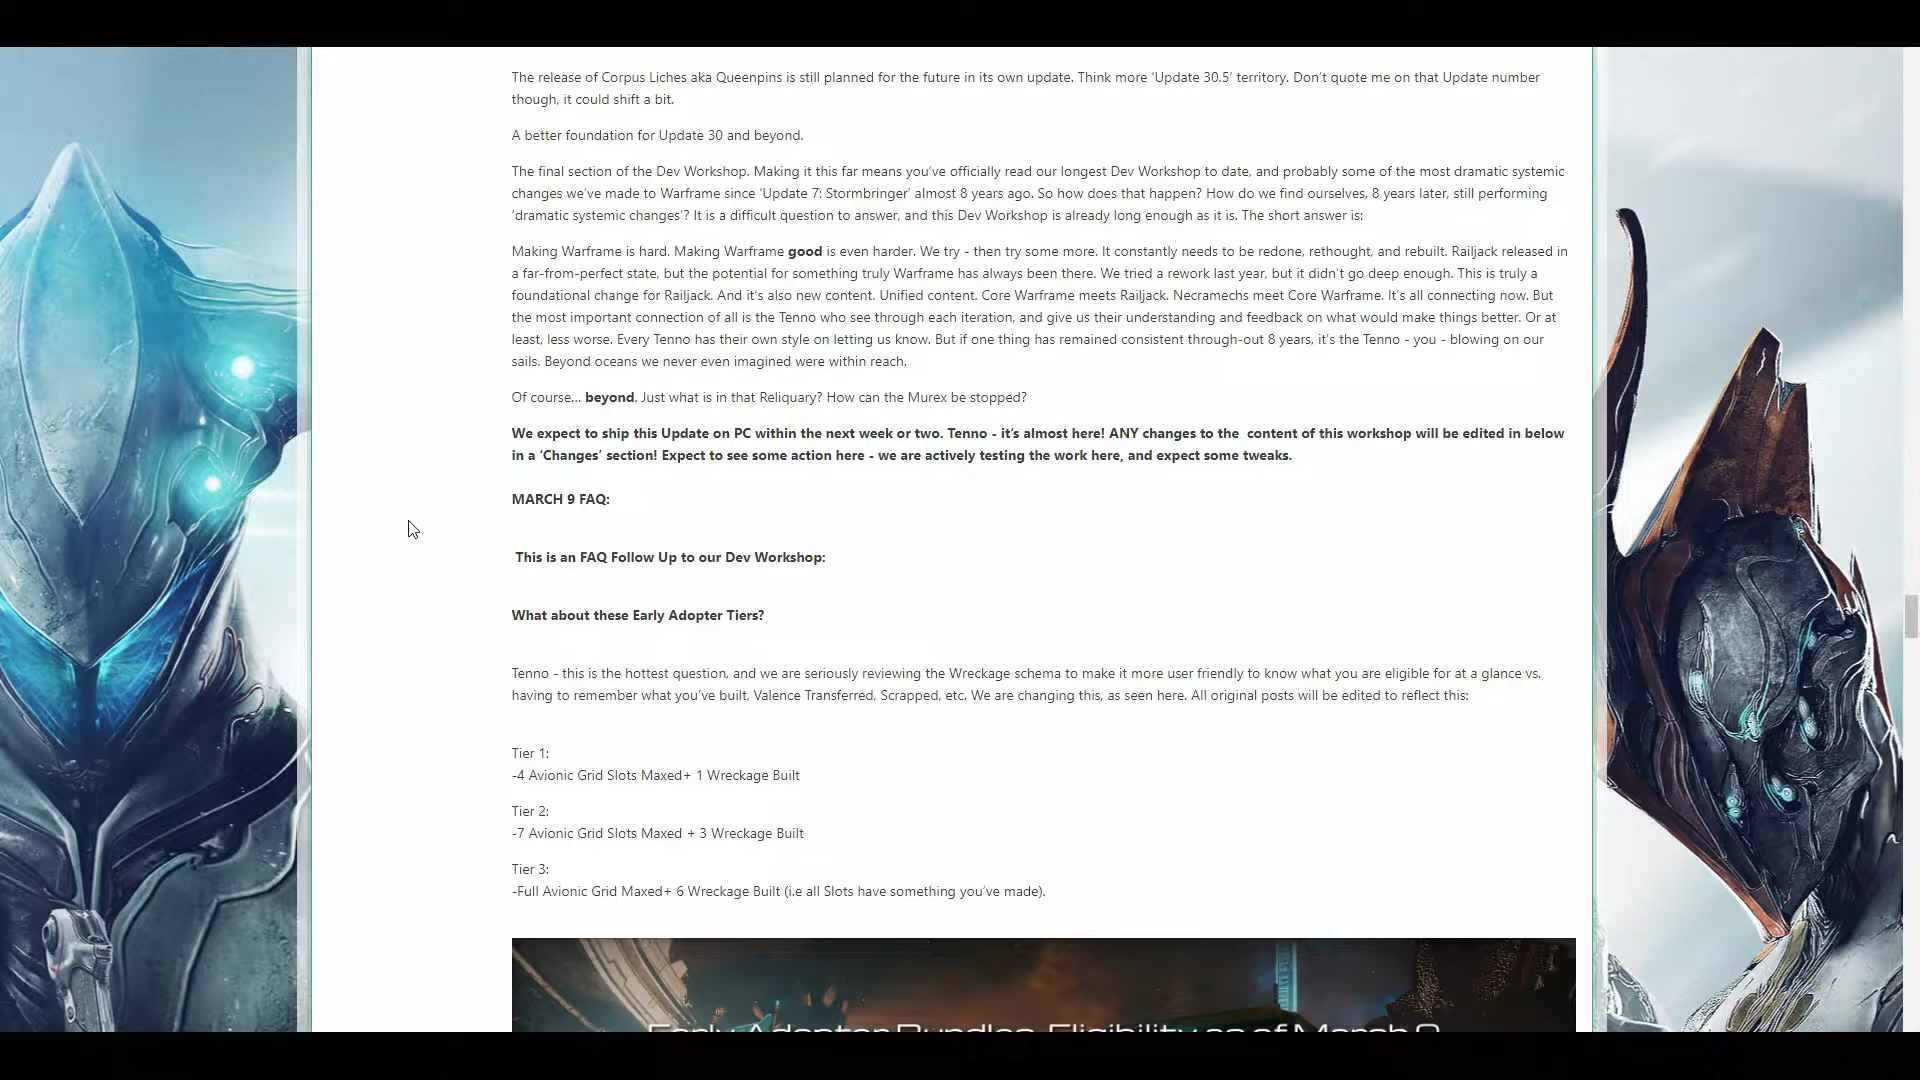 The release of Corpus Liches aka Queenpins is still planned for the future in its own update. Think more ‘Update 30.5’ territory. Don’t quote me on that Update number
though, it could shift a bit.
A better foundation for Update 30 and beyond.
The final section of the Dev Workshop. Making it this far means you’ve officially read our longest Dev Workshop to date, and probably some of the most dramatic systemic
changes we’ve made to Warframe since ‘Update 7: Stormbringer’ almost 8 years ago. So how does that happen? How do we find ourselves, 8 years later, still performing
‘dramatic systemic changes’? It is a difficult question to answer, and this Dev Workshop is already long enough as it is. The short answer is:
Making Warframe is hard. Making Warframe good is even harder. We try - then try some more. It constantly needs to be redone, rethought, and rebuilt. Railjack released in
a far-from-perfect state, but the potential for something truly Warframe has always been there. We tried a rework last year, but it didn’t go deep enough. This is truly a
foundational change for Railjack. And it’s also new content. Unified content. Core Warframe meets Railjack. Necramechs meet Core Warframe. It’s all connecting now. But
the most important connection of all is the Tenno who see through each iteration, and give us their understanding and feedback on what would make things better. Or at
least, less worse. Every Tenno has their own style on letting us know. But if one thing has remained consistent through-out 8 years, it’s the Tenno - you - blowing on our
sails. Beyond oceans we never even imagined were within reach.
Of course... beyond. Just what is in that Reliquary? How can the Murex be stopped?
We expect to ship this Update on PC within the next week or two. Tenno - it’s almost here! ANY changes to the  content of this workshop will be edited in below
in a ‘Changes’ section! Expect to see some action here - we are actively testing the work here, and expect some tweaks.
MARCH 9 FAQ:
This is an FAQ Follow Up to our Dev Workshop:
What about these Early Adopter Tiers?
Tenno - this is the hottest question, and we are seriously reviewing the Wreckage schema to make it more user friendly to know what you are eligible for at a glance vs.
having to remember what you’ve built, Valence Transferred, Scrapped, etc. We are changing this, as seen here. All original posts will be edited to reflect this:
Tier 1:
-4 Avionic Grid Slots Maxed+ 1 Wreckage Built
Tier 2:
-7 Avionic Grid Slots Maxed + 3 Wreckage Built
Tier 3:
-Full Avionic Grid Maxed+ 6 Wreckage Built (i.e all Slots have something you’ve made).
Early Adopter Bundles Eligibility as of March 9